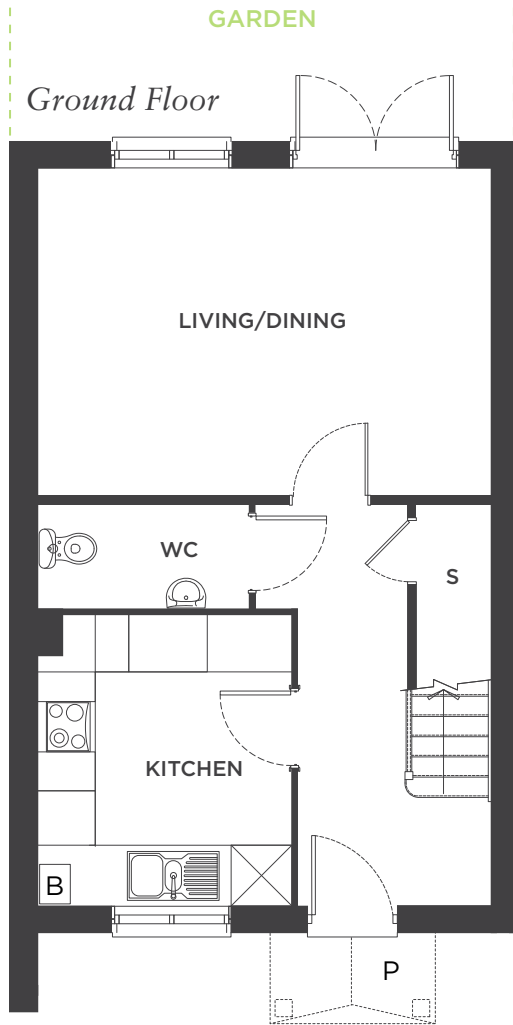 GARDEN
Ground Floor
LIVING/DINING
WC
S
KITCHEN
B
P